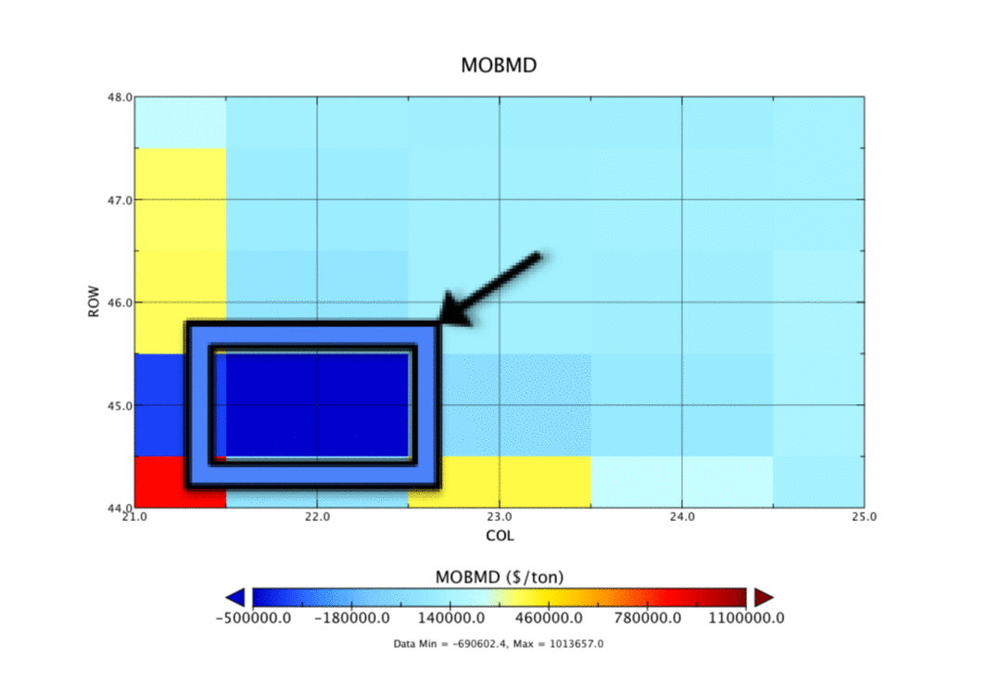 MOBMD
48.0
47.0
46.0
45.0
44.0
ROW
21.0 22.0 23.0 24.0 25.0
COL
MOBMD ($/ton)
-500000.0 -180000.0 140000.0 460000.0 780000.0 1100000.0
Data Min = -690602.4, Max = 1013657.0